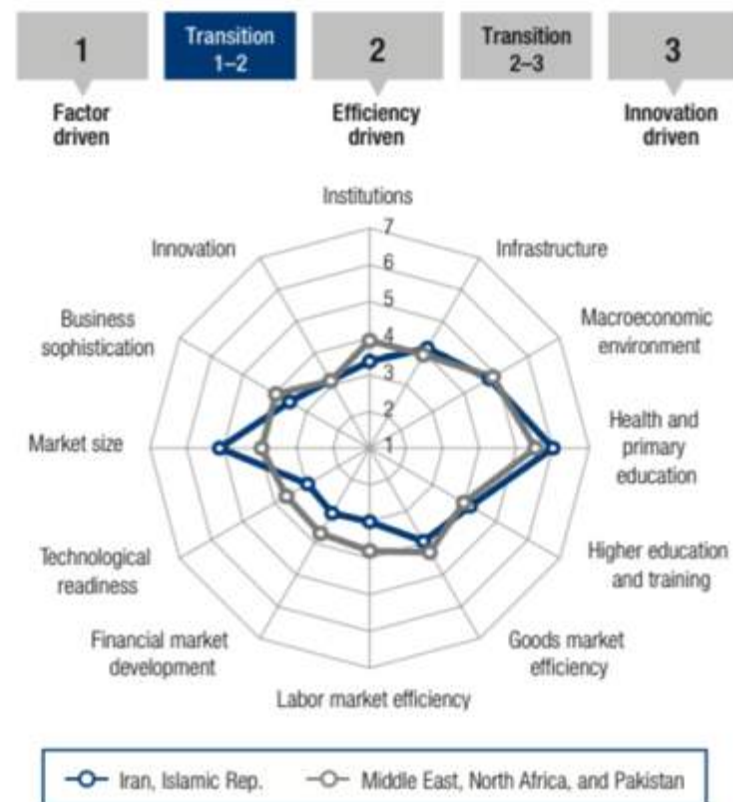 1
Transition
1–2
2
Transition
2–3
3
Factor
driven
Efficiency
driven
Innovation
driven
Institutions
Innovation
Infrastructure
Business
sophistication
Macroeconomic
environment
Market size
Health and
primary
education
Technological
readiness
Higher education
and training
Financial market
development
Goods market
efficiency
Labor market efficiency
7
6
5
4
3
2
1
Iran, Islamic Rep.
Middle East, North Africa, and Pakistan